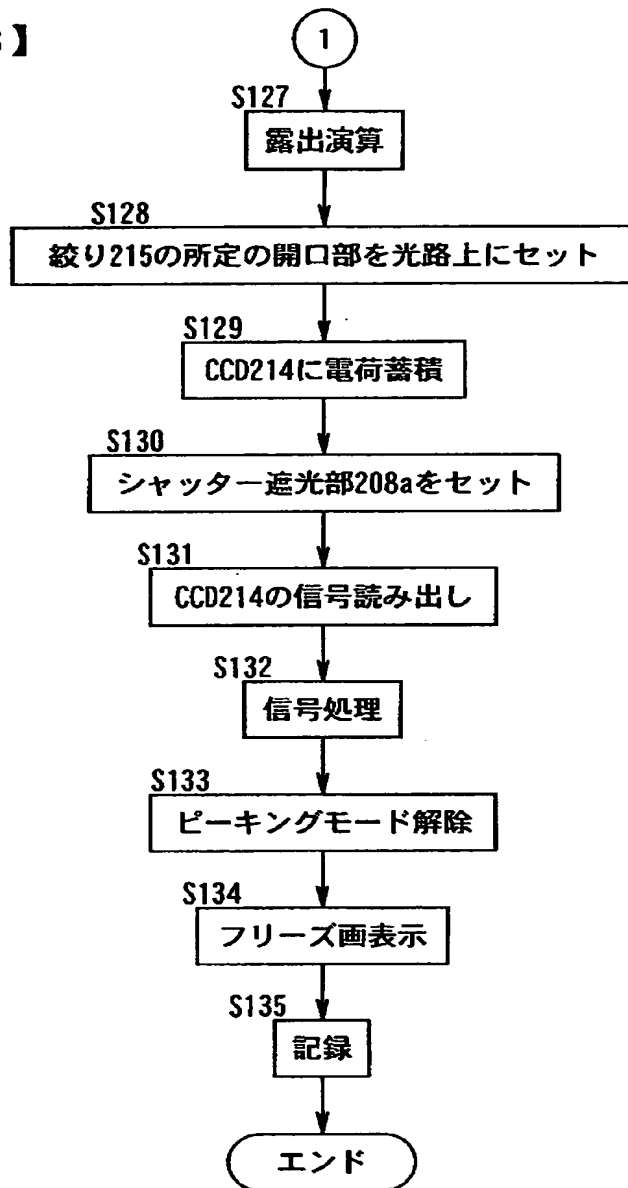 】
1
S127
露出演算
S128
絞り215の所定の開口部を光路上にセット
S129
CCD214に電荷蓄積
S130
シャッター遮光部208aをセット
S131
CCD214の信号読み出し
S132
信号処理
S133
ピーキングモード解除
S134
フリーズ画表示
S135
記録
エンド